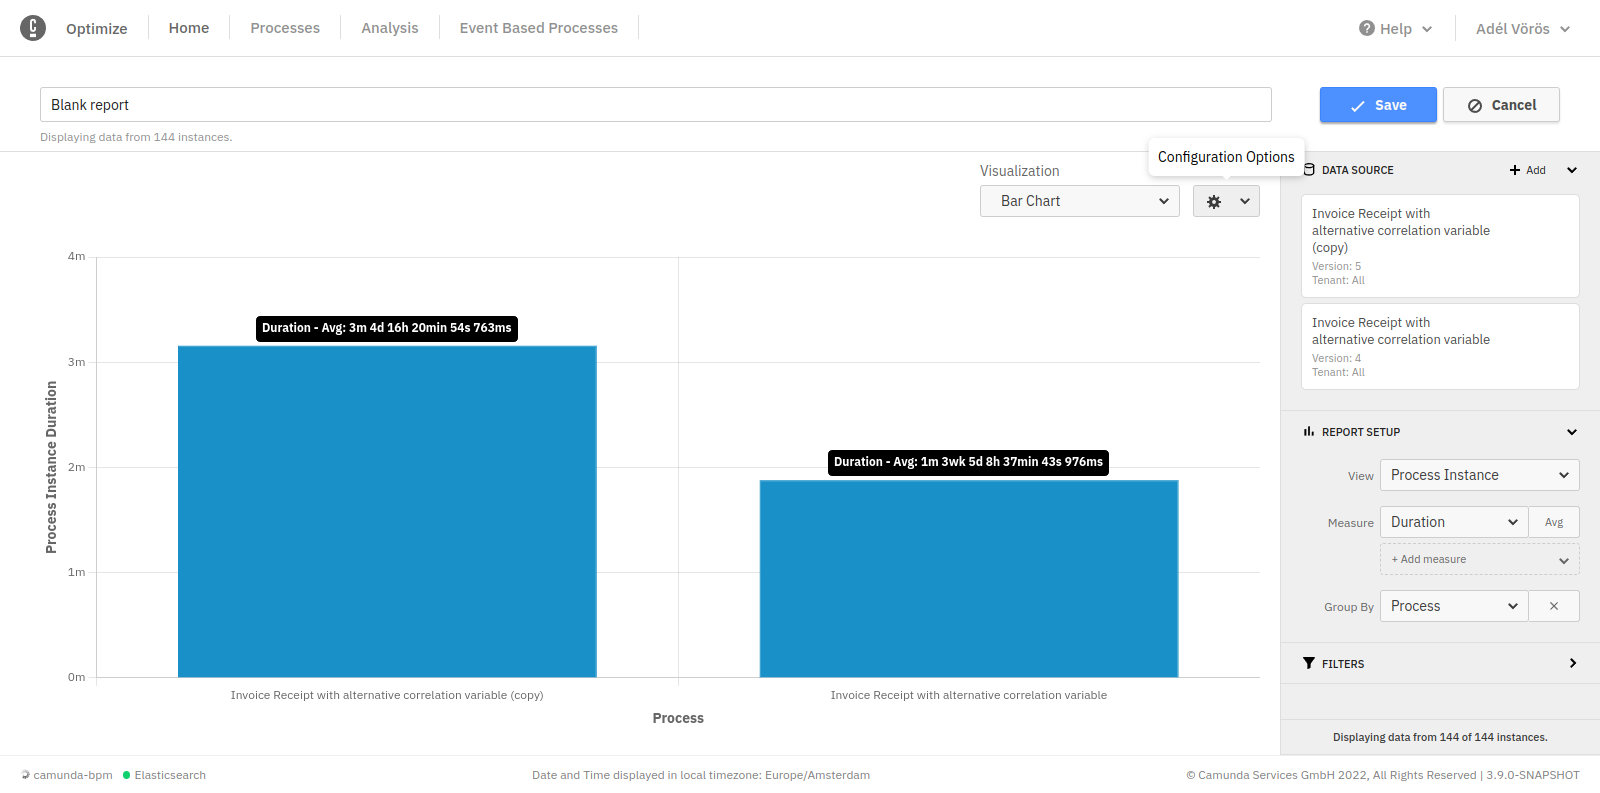 Optimize
Home
Processes
Analysis
Event Based Processes
Help
Adél Vörös
Blank report
Save
Cancel
Displaying data from 144 instances.
Configuration Options
Visualization
Bar Chart
4m
3m
2m
1m
0m
Process Instance Duration
Duration - Avg: 3m 4d 16h 20min 54s 763ms
Duration - Avg: 1m 3wk 5d 8h 37min 43s 976ms
Invoice Receipt with alternative correlation variable (copy)
Invoice Receipt with alternative correlation variable
Process
DATA SOURCE
+ Add
Invoice Receipt with
alternative correlation variable
(copy)
Version: 5
Tenant: All
Invoice Receipt with
alternative correlation variable
Version: 4
Tenant: All
REPORT SETUP
View
Process Instance
Measure
Duration
Avg
+ Add measure
Group By
Process
FILTERS
Displaying data from 144 of 144 instances.
camunda-bpm
Elasticsearch
Date and Time displayed in local timezone: Europe/Amsterdam
© Camunda Services GmbH 2022, All Rights Reserved | 3.9.0-SNAPSHOT